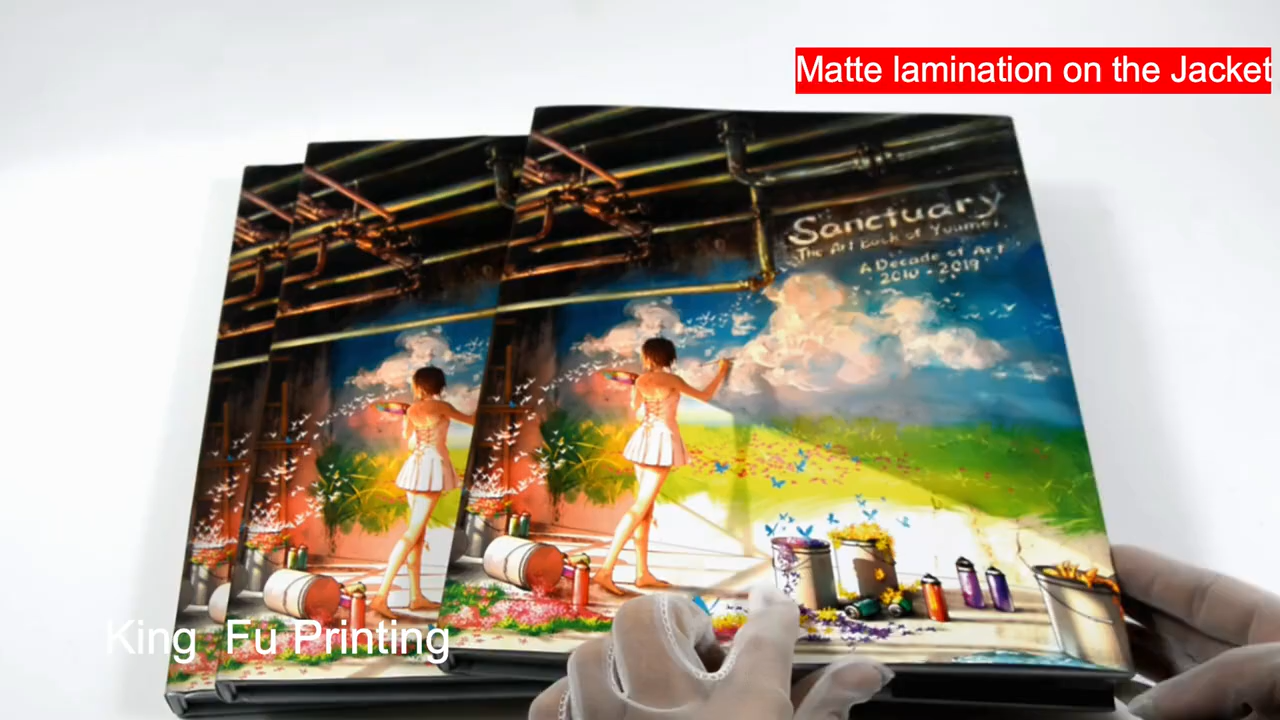 Matte lamination on the Jacket
Sanctuary
The Art book of Yuumei
A Decade of Art
2010 - 2019
King Fu Printing